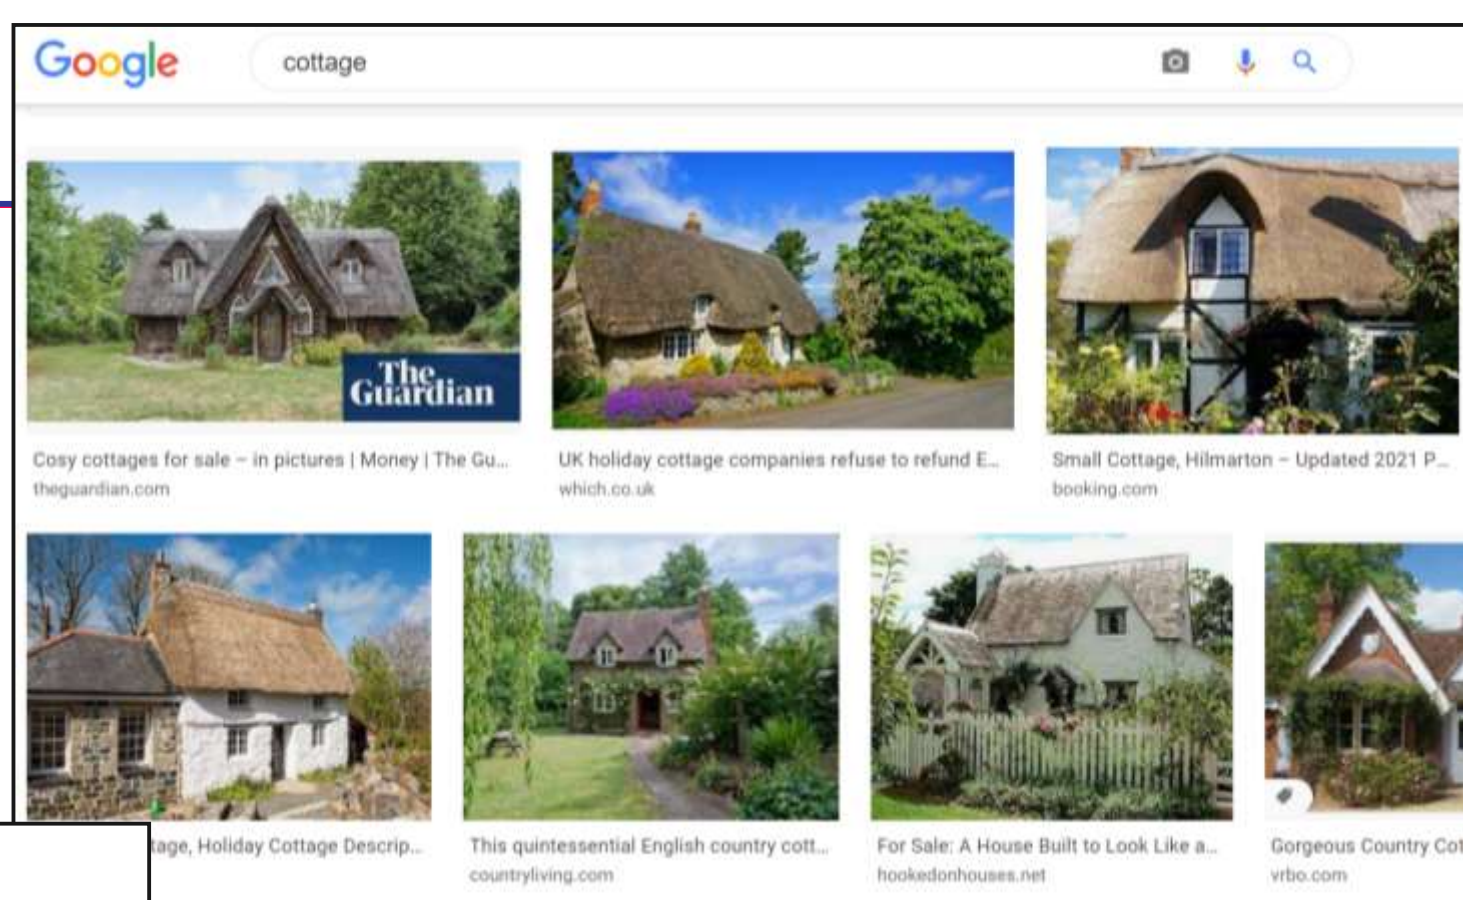 Google
cottage
The
Guardian
Cosy cottages for sale – in pictures | Money | The Gu...
theguardian.com
UK holiday cottage companies refuse to refund E...
which.co.uk
Small Cottage, Hilmarton – Updated 2021 P...
booking.com
tage, Holiday Cottage Descrip...
This quintessential English country cott...
countryliving.com
For Sale: A House Built to Look Like a...
hookedonhouses.net
Gorgeous Country Cot
vrbo.com